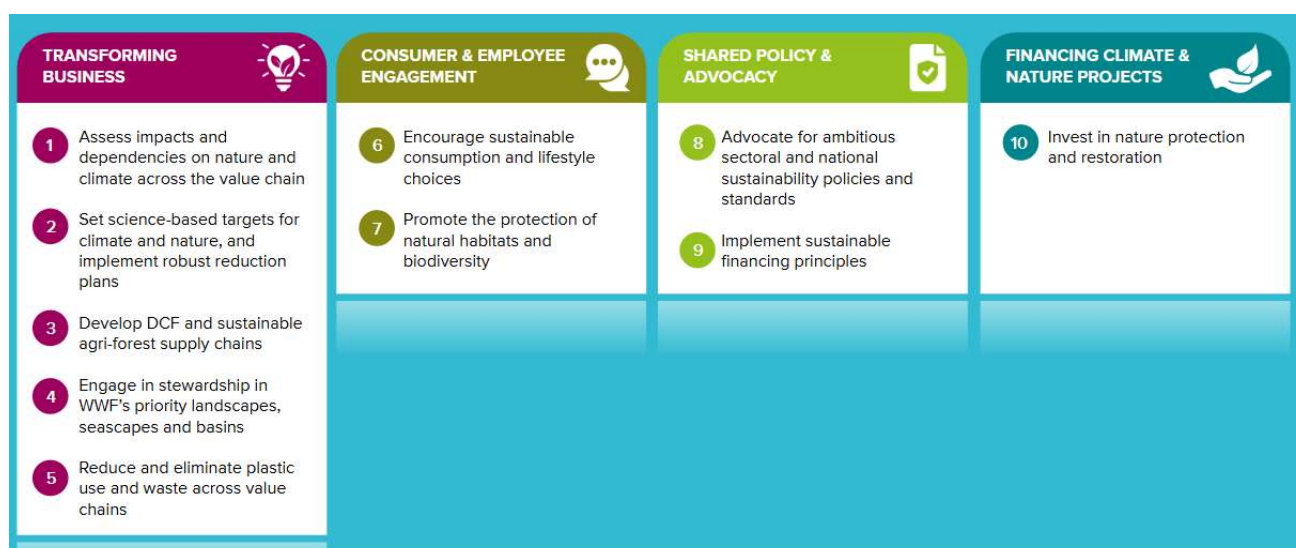 TRANSFORMING
BUSINESS
1
Assess impacts and
dependencies on nature and
climate across the value chain
2
Set science-based targets for
climate and nature, and
implement robust reduction
plans
3
Develop DCF and sustainable
agri-forest supply chains
4
Engage in stewardship in
WWF's priority landscapes,
seascapes and basins
5
Reduce and eliminate plastic
use and waste across value
chains
CONSUMER & EMPLOYEE
ENGAGEMENT
6
Encourage sustainable
consumption and lifestyle
choices
7
Promote the protection of
natural habitats and
biodiversity
SHARED POLICY &
ADVOCACY
8
Advocate for ambitious
sectoral and national
sustainability policies and
standards
9
Implement sustainable
financing principles
FINANCING CLIMATE &
NATURE PROJECTS
10
Invest in nature protection
and restoration